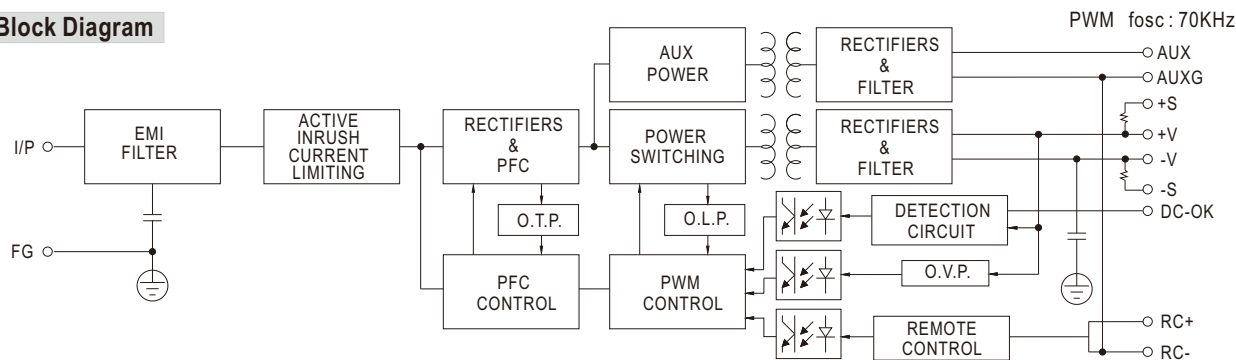 Block Diagram
PWM fosc : 70KHz
I/P
FG
EMI
FILTER
ACTIVE
INRUSH
CURRENT
LIMITING
RECTIFIERS
&
PFC
O.T.P.
PFC
CONTROL
AUX
POWER
POWER
SWITCHING
O.L.P.
PWM
CONTROL
RECTIFIERS
&
FILTER
RECTIFIERS
&
FILTER
DETECTION
CIRCUIT
O.V.P.
REMOTE
CONTROL
AUX
AUXG
+S
+V
-V
-S
DC-OK
RC+
RC-